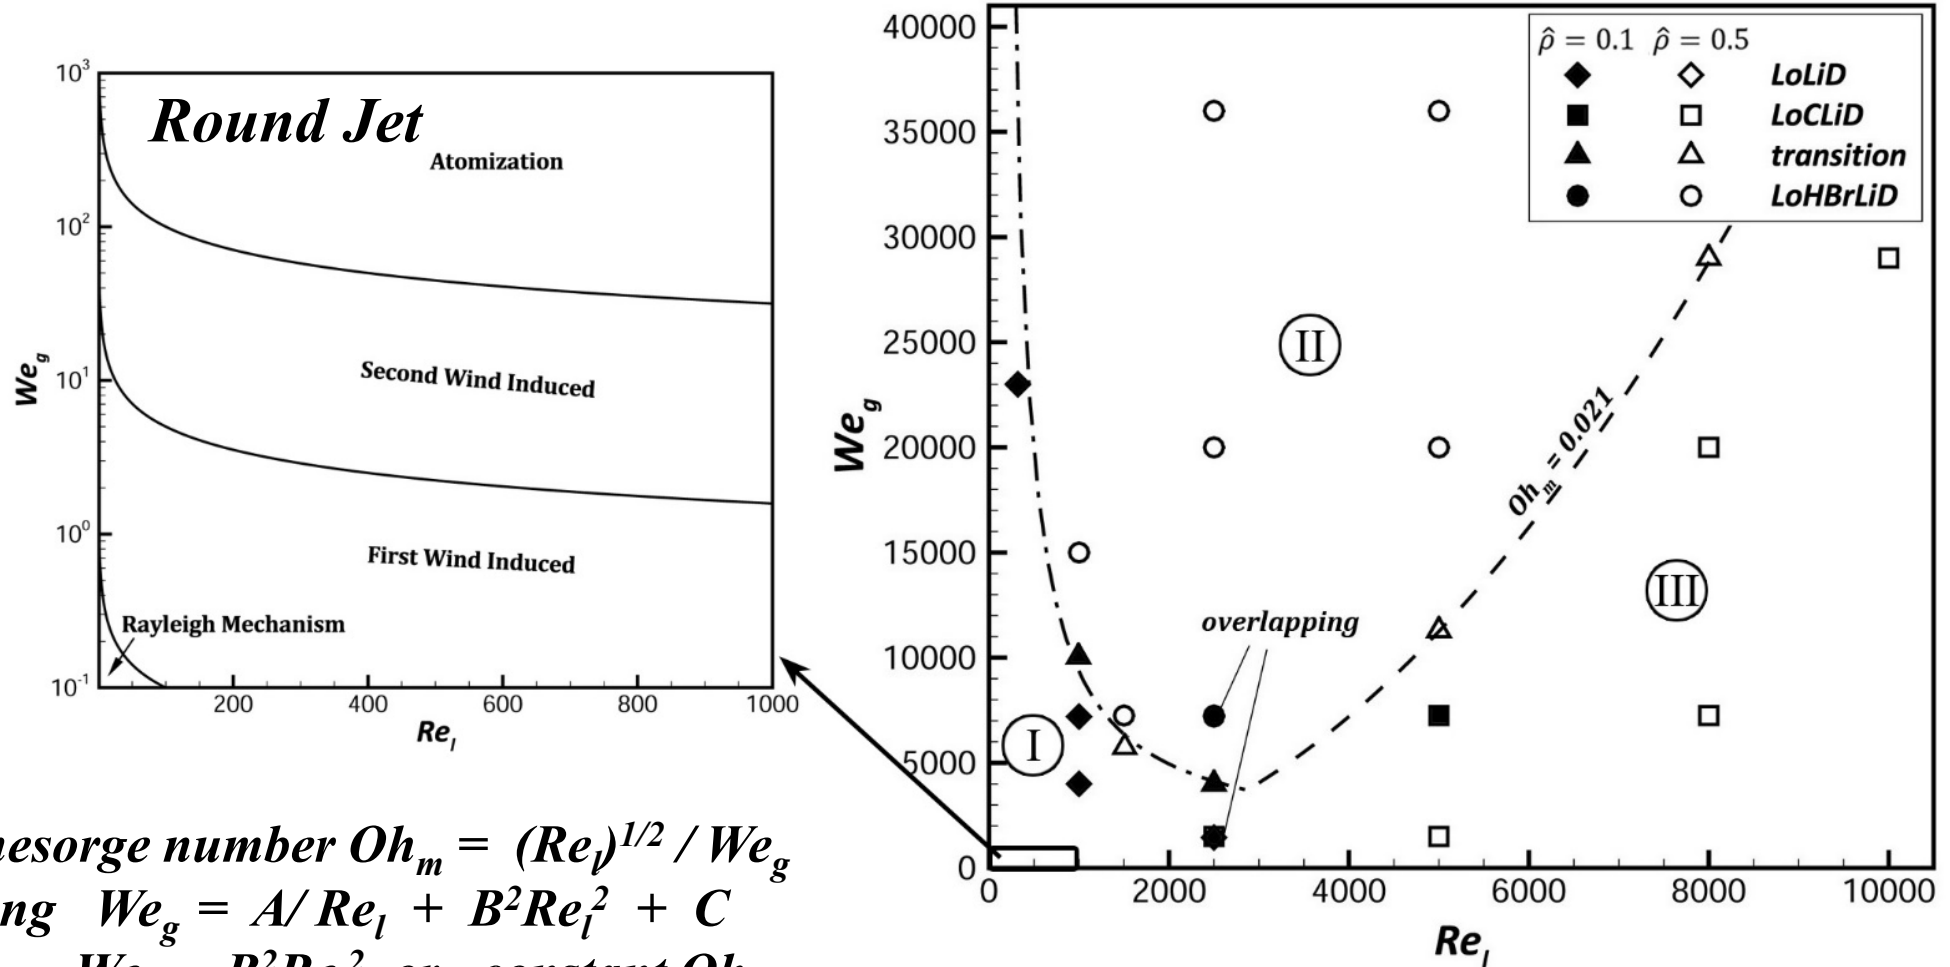 Round Jet
Atomization
Second Wind Induced
First Wind Induced
Rayleigh Mechanism
10³
10²
10¹
10⁰
10⁻¹
We_g
200 400 600 800 1000
Re_l
40000
35000
30000
25000
20000
15000
10000
5000
0
We_g
ρ̂ = 0.1 ρ̂ = 0.5
LoLiD
LoCLiD
transition
LoHBrLiD
II
Oh_m = 0.021
III
overlapping
I
0 2000 4000 6000 8000 10000
Re_l
nesorge number Oh_m = (Re_l)^1/2 / We_g
ng We_g = A/ Re_l + B²Re_l² + C